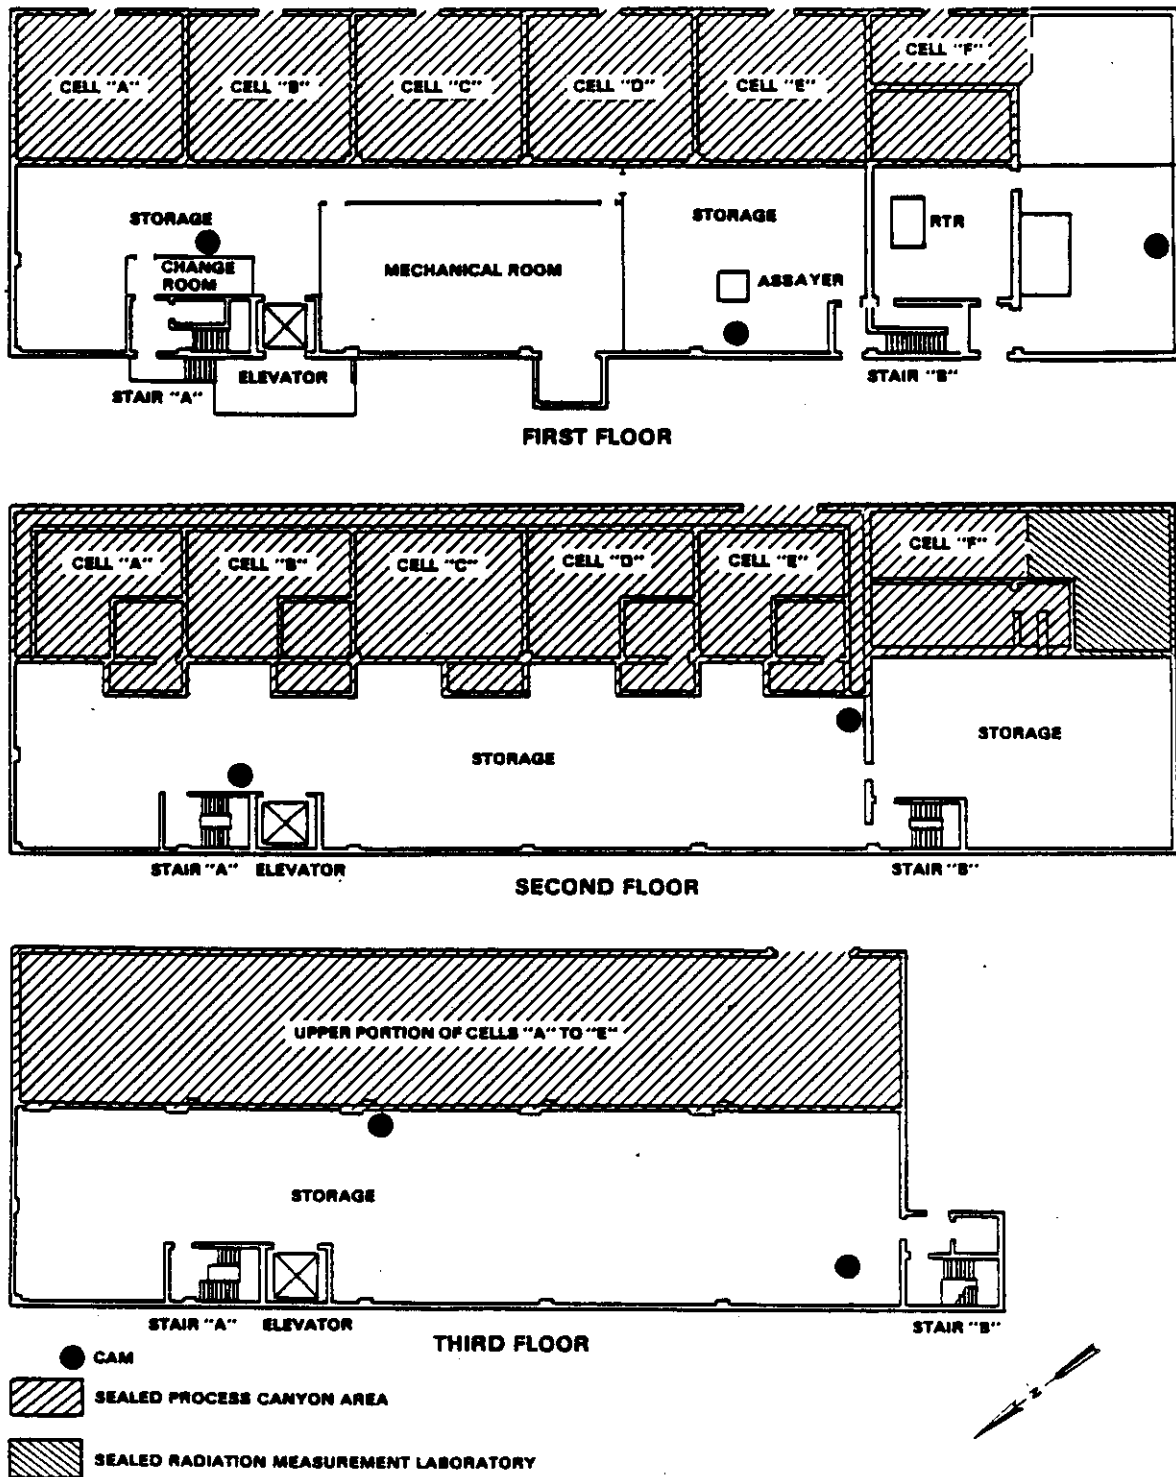 CELL "F"
CELL "A"
CELL "B"
CELL "C"
CELL "D"
CELL "E"
STORAGE
STORAGE
RTR
CHANGE
ROOM
MECHANICAL ROOM
ASSAYER
ELEVATOR
STAIR "A"
STAIR "B"
FIRST FLOOR
CELL "A"
CELL "B"
CELL "C"
CELL "D"
CELL "E"
CELL "F"
STORAGE
STORAGE
STAIR "A"
ELEVATOR
STAIR "B"
SECOND FLOOR
UPPER PORTION OF CELLS "A" TO "E"
STORAGE
STAIR "A"
ELEVATOR
STAIR "B"
THIRD FLOOR
CAM
SEALED PROCESS CANYON AREA
N
SEALED RADIATION MEASUREMENT LABORATORY